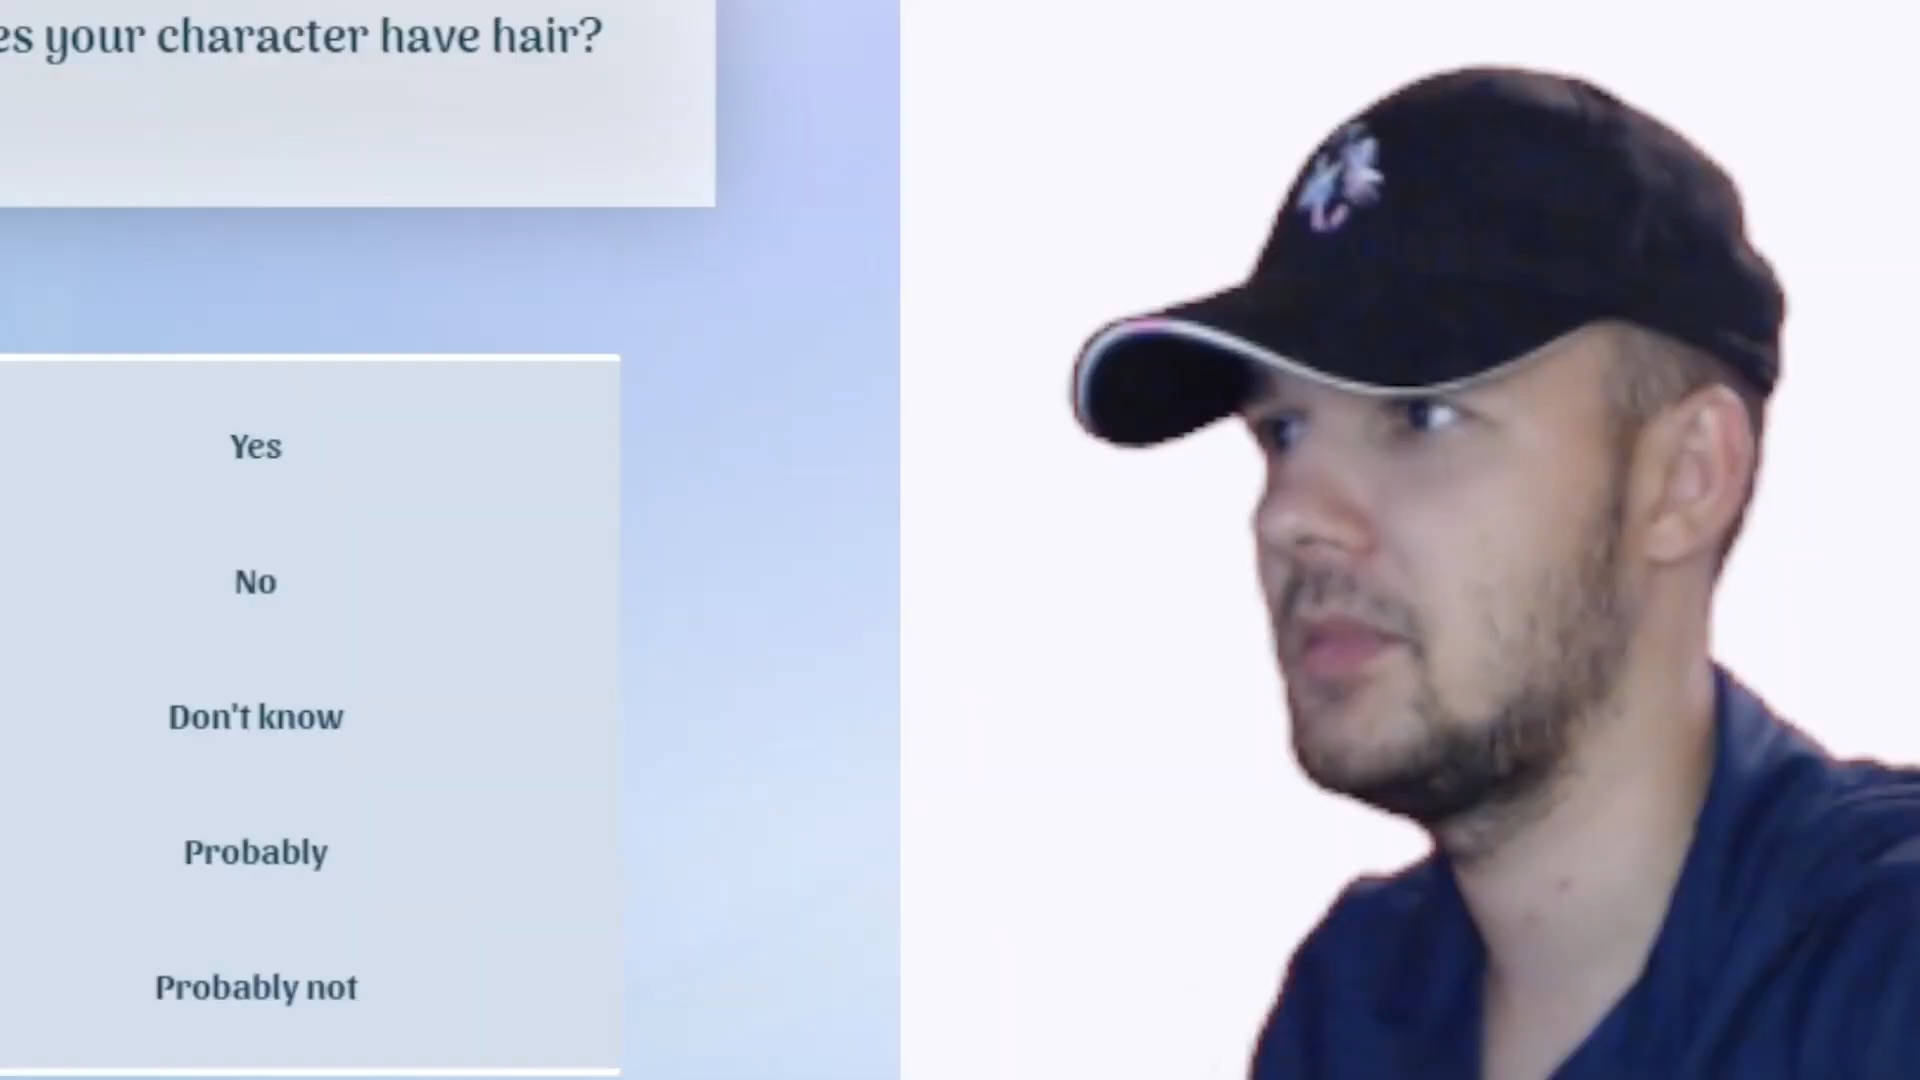 es your character have hair?
Yes
No
Don't know
Probably
Probably not